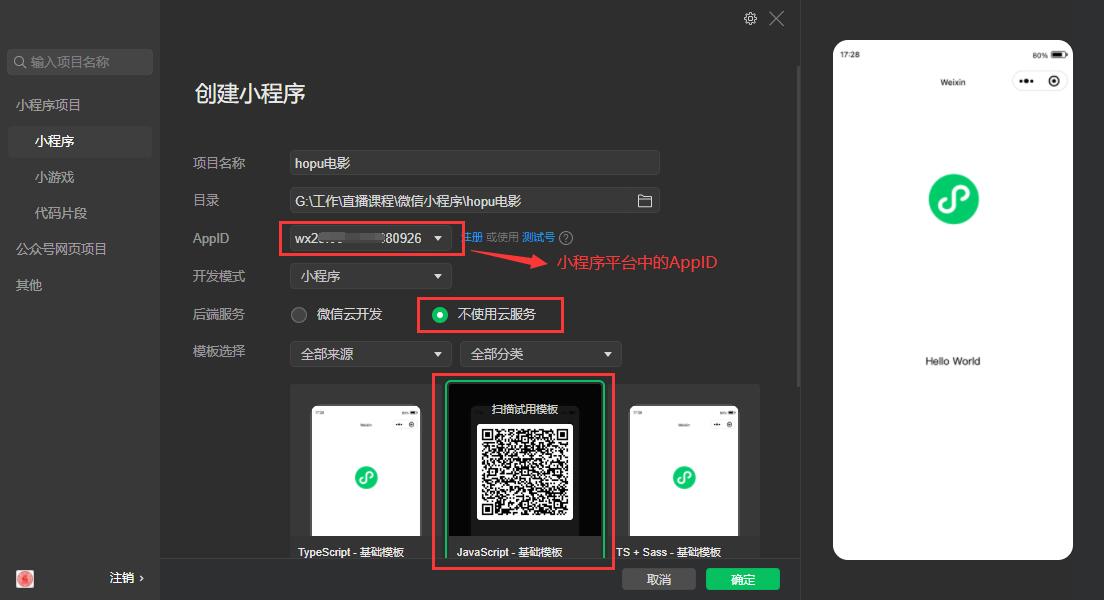 输入项目名称
小程序项目
小程序
小游戏
代码片段
公众号网页项目
其他
注销 ›
创建小程序
项目名称
hopu电影
目录
G:\工作\直播课程\微信小程序\hopu电影
AppID
80926
注册 或使用 测试号 ?
小程序平台中的AppID
开发模式
小程序
后端服务
微信云开发
不使用云服务
模板选择
全部来源
全部分类
扫描试用模板
TypeScript - 基础模板
JavaScript - 基础模板
TS + Sass - 基础模板
取消
确定
17:28
80%
Weixin
Hello World